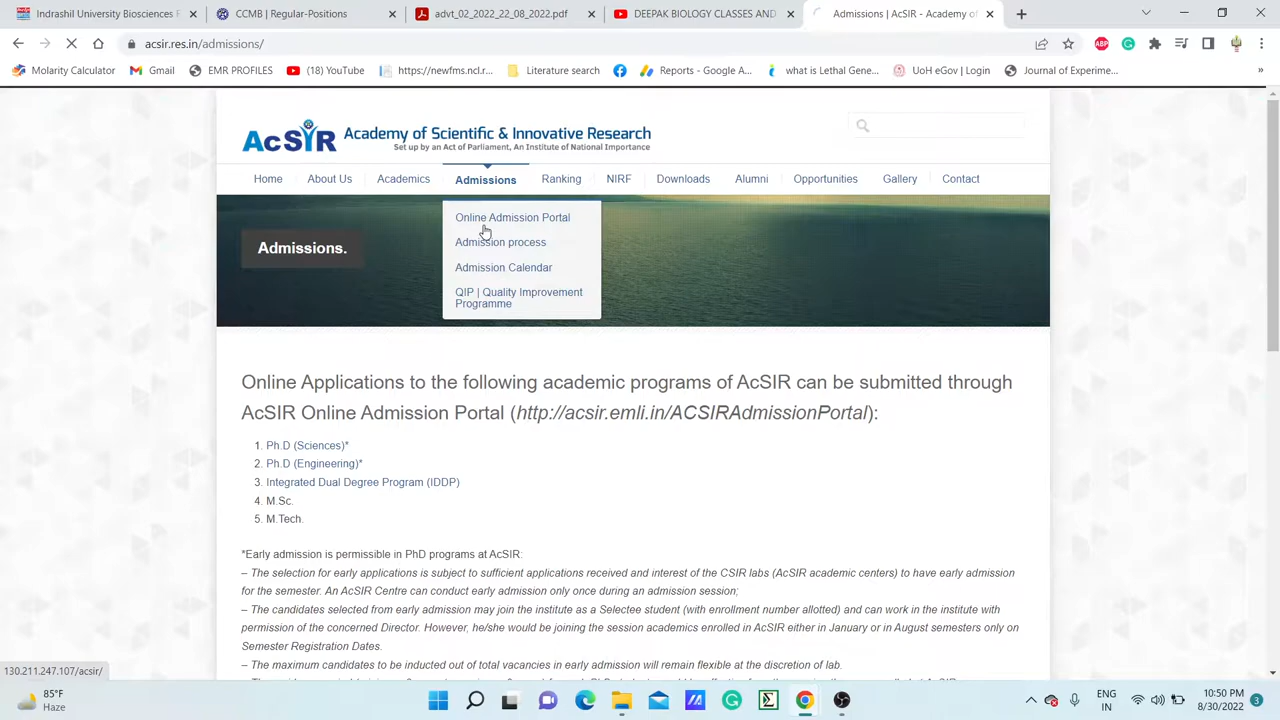 Indrashil University Biosciences
CCMB | Regular-Positions
advt_02_2022_22_08_2022.pdf
DEEPAK BIOLOGY CLASSES AND
Admissions | AcSIR - Academy of
acsir.res.in/admissions/
Molarity Calculator
Gmail
EMR PROFILES
(18) YouTube
https://newfms.ncl.r...
Literature search
Reports - Google A...
what is Lethal Gene...
UoH eGov | Login
Journal of Experime...
»
AcSIR Academy of Scientific & Innovative Research
Set up by an Act of Parliament, An Institute of National Importance
Home
About Us
Academics
Admissions
Ranking
NIRF
Downloads
Alumni
Opportunities
Gallery
Contact
Online Admission Portal
Admission process
Admission Calendar
QIP | Quality Improvement
Programme
Admissions.
Online Applications to the following academic programs of AcSIR can be submitted through
AcSIR Online Admission Portal (http://acsir.emli.in/ACSIRAdmissionPortal):
1. Ph.D (Sciences)*
2. Ph.D (Engineering)*
3. Integrated Dual Degree Program (IDDP)
4. M.Sc.
5. M.Tech.
*Early admission is permissible in PhD programs at AcSIR:
– The selection for early applications is subject to sufficient applications received and interest of the CSIR labs (AcSIR academic centers) to have early admission
for the semester. An AcSIR Centre can conduct early admission only once during an admission session;
– The candidates selected from early admission may join the institute as a Selectee student (with enrollment number allotted) and can work in the institute with
permission of the concerned Director. However, he/she would be joining the session academics enrolled in AcSIR either in January or in August semesters only on
Semester Registration Dates.
– The maximum candidates to be inducted out of total vacancies in early admission will remain flexible at the discretion of lab.
130.211.247.107/acsir/
85°F
Haze
ABP
ENG
IN
10:50 PM
8/30/2022
3